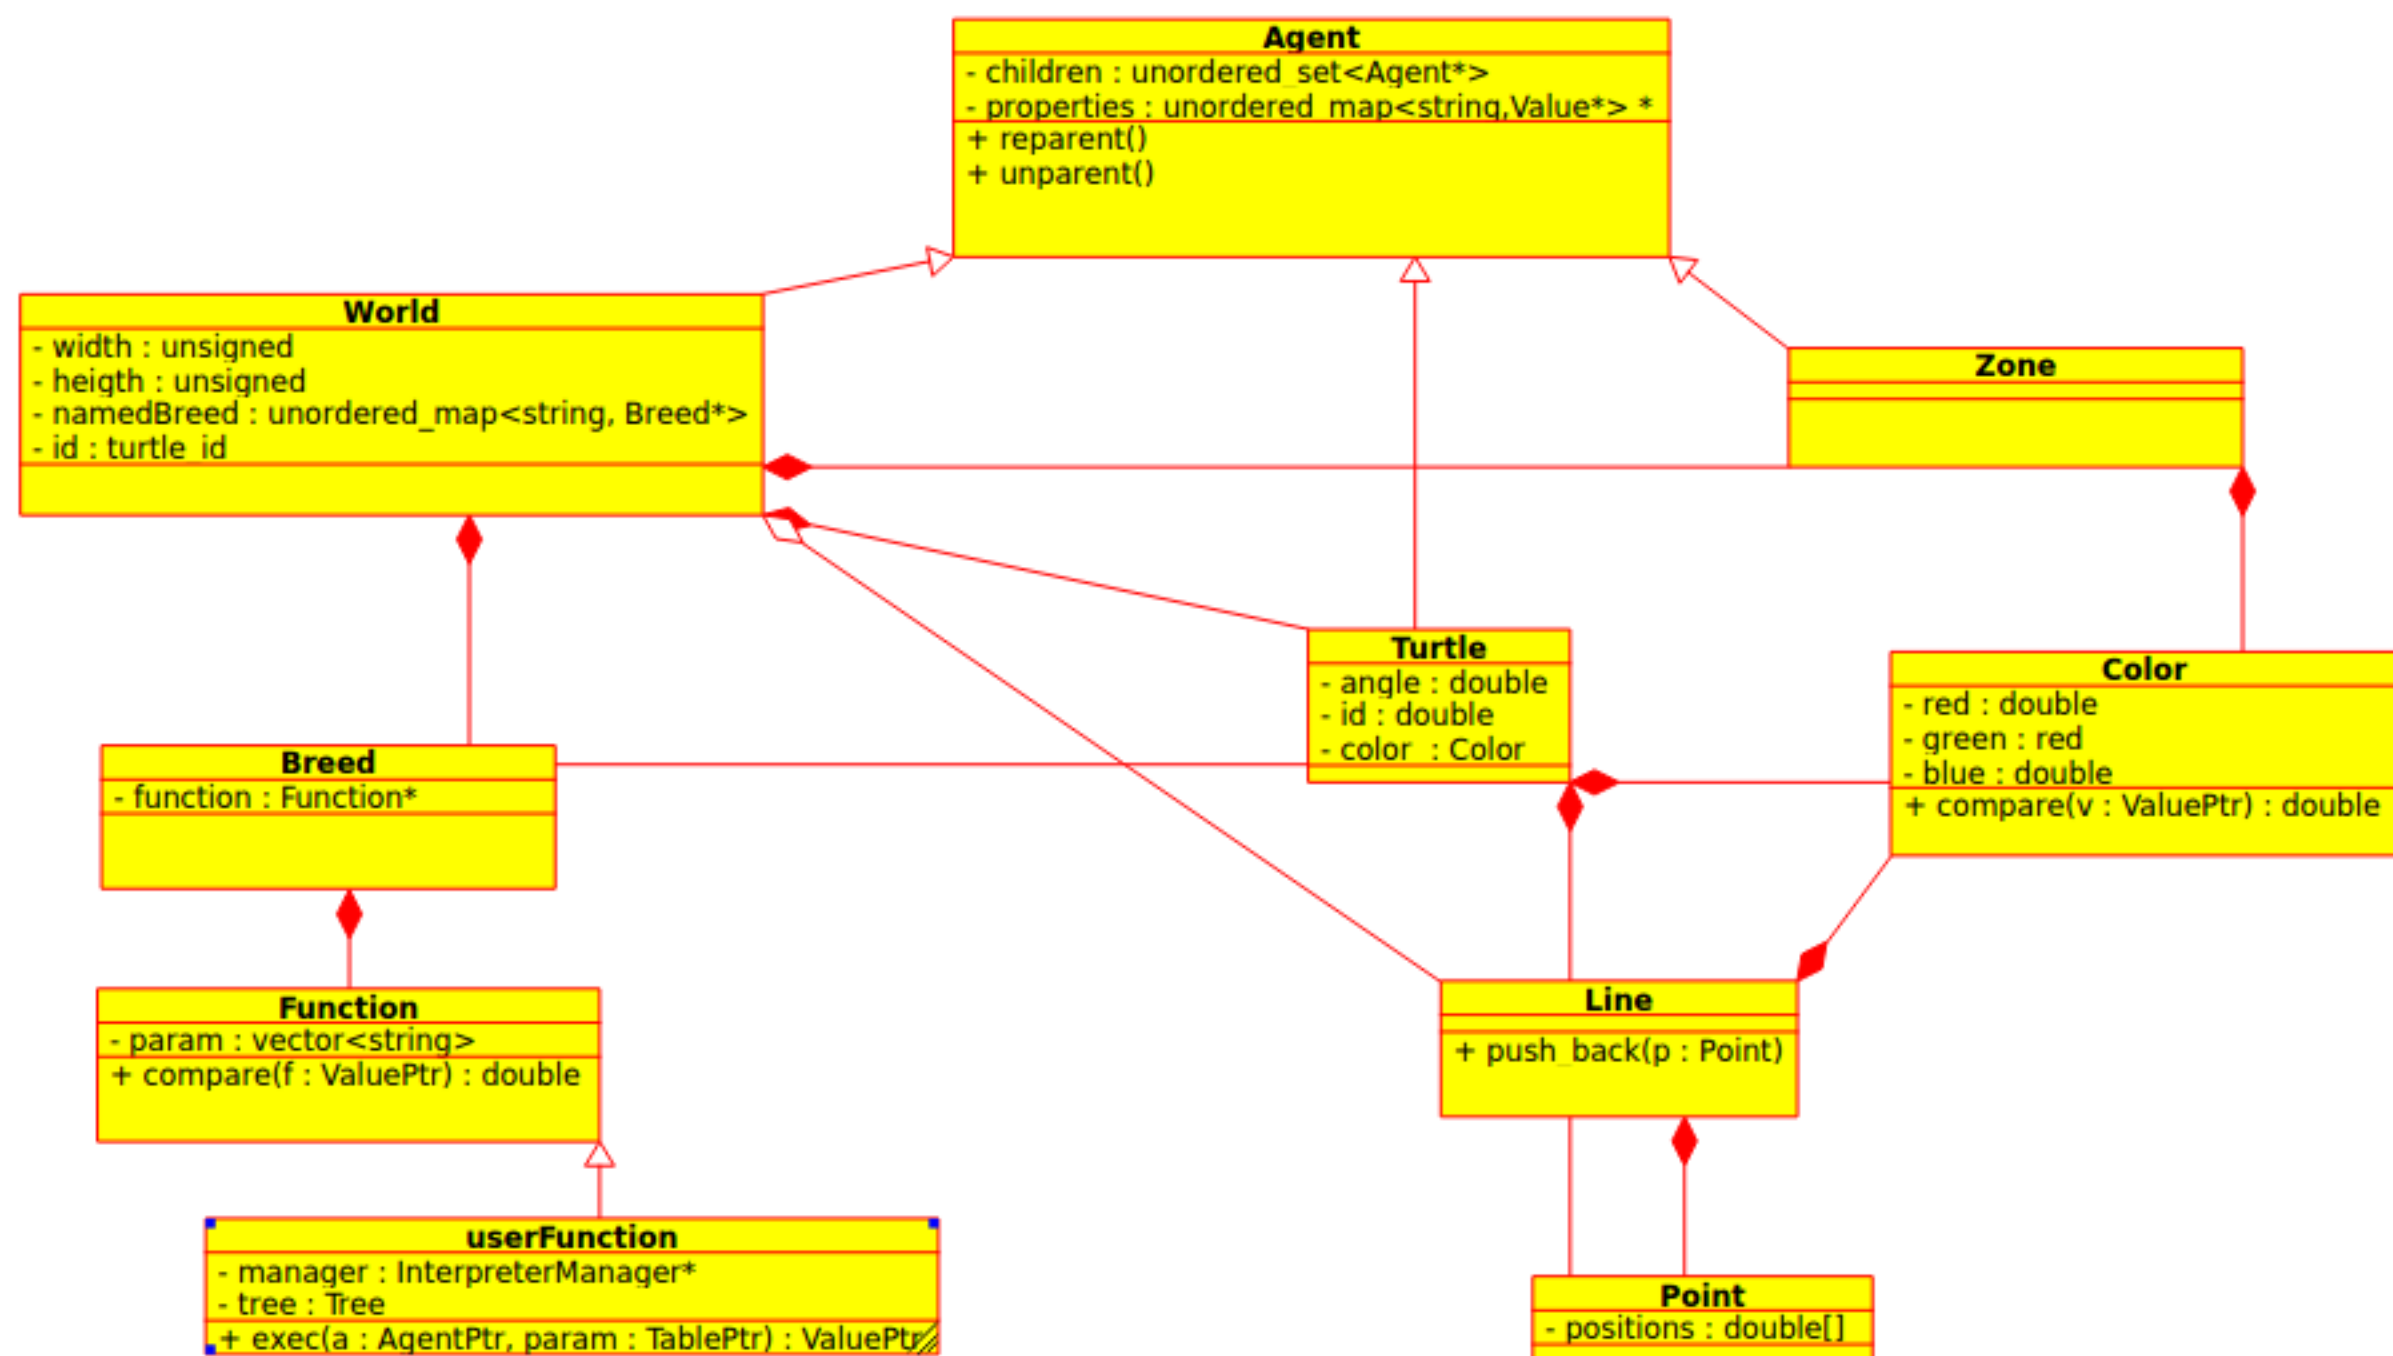 Agent
- children : unordered_set<Agent*>
- properties : unordered_map<string,Value*> *
+ reparent()
+ unparent()
World
- width : unsigned
- heigth : unsigned
- namedBreed : unordered_map<string, Breed*>
- id : turtle_id
Zone
Turtle
- angle : double
- id : double
- color : Color
Color
- red : double
- green : red
- blue : double
+ compare(v : ValuePtr) : double
Breed
- function : Function*
Function
- param : vector<string>
+ compare(f : ValuePtr) : double
Line
+ push_back(p : Point)
userFunction
- manager : InterpreterManager*
- tree : Tree
+ exec(a : AgentPtr, param : TablePtr) : ValuePtr
Point
- positions : double[]